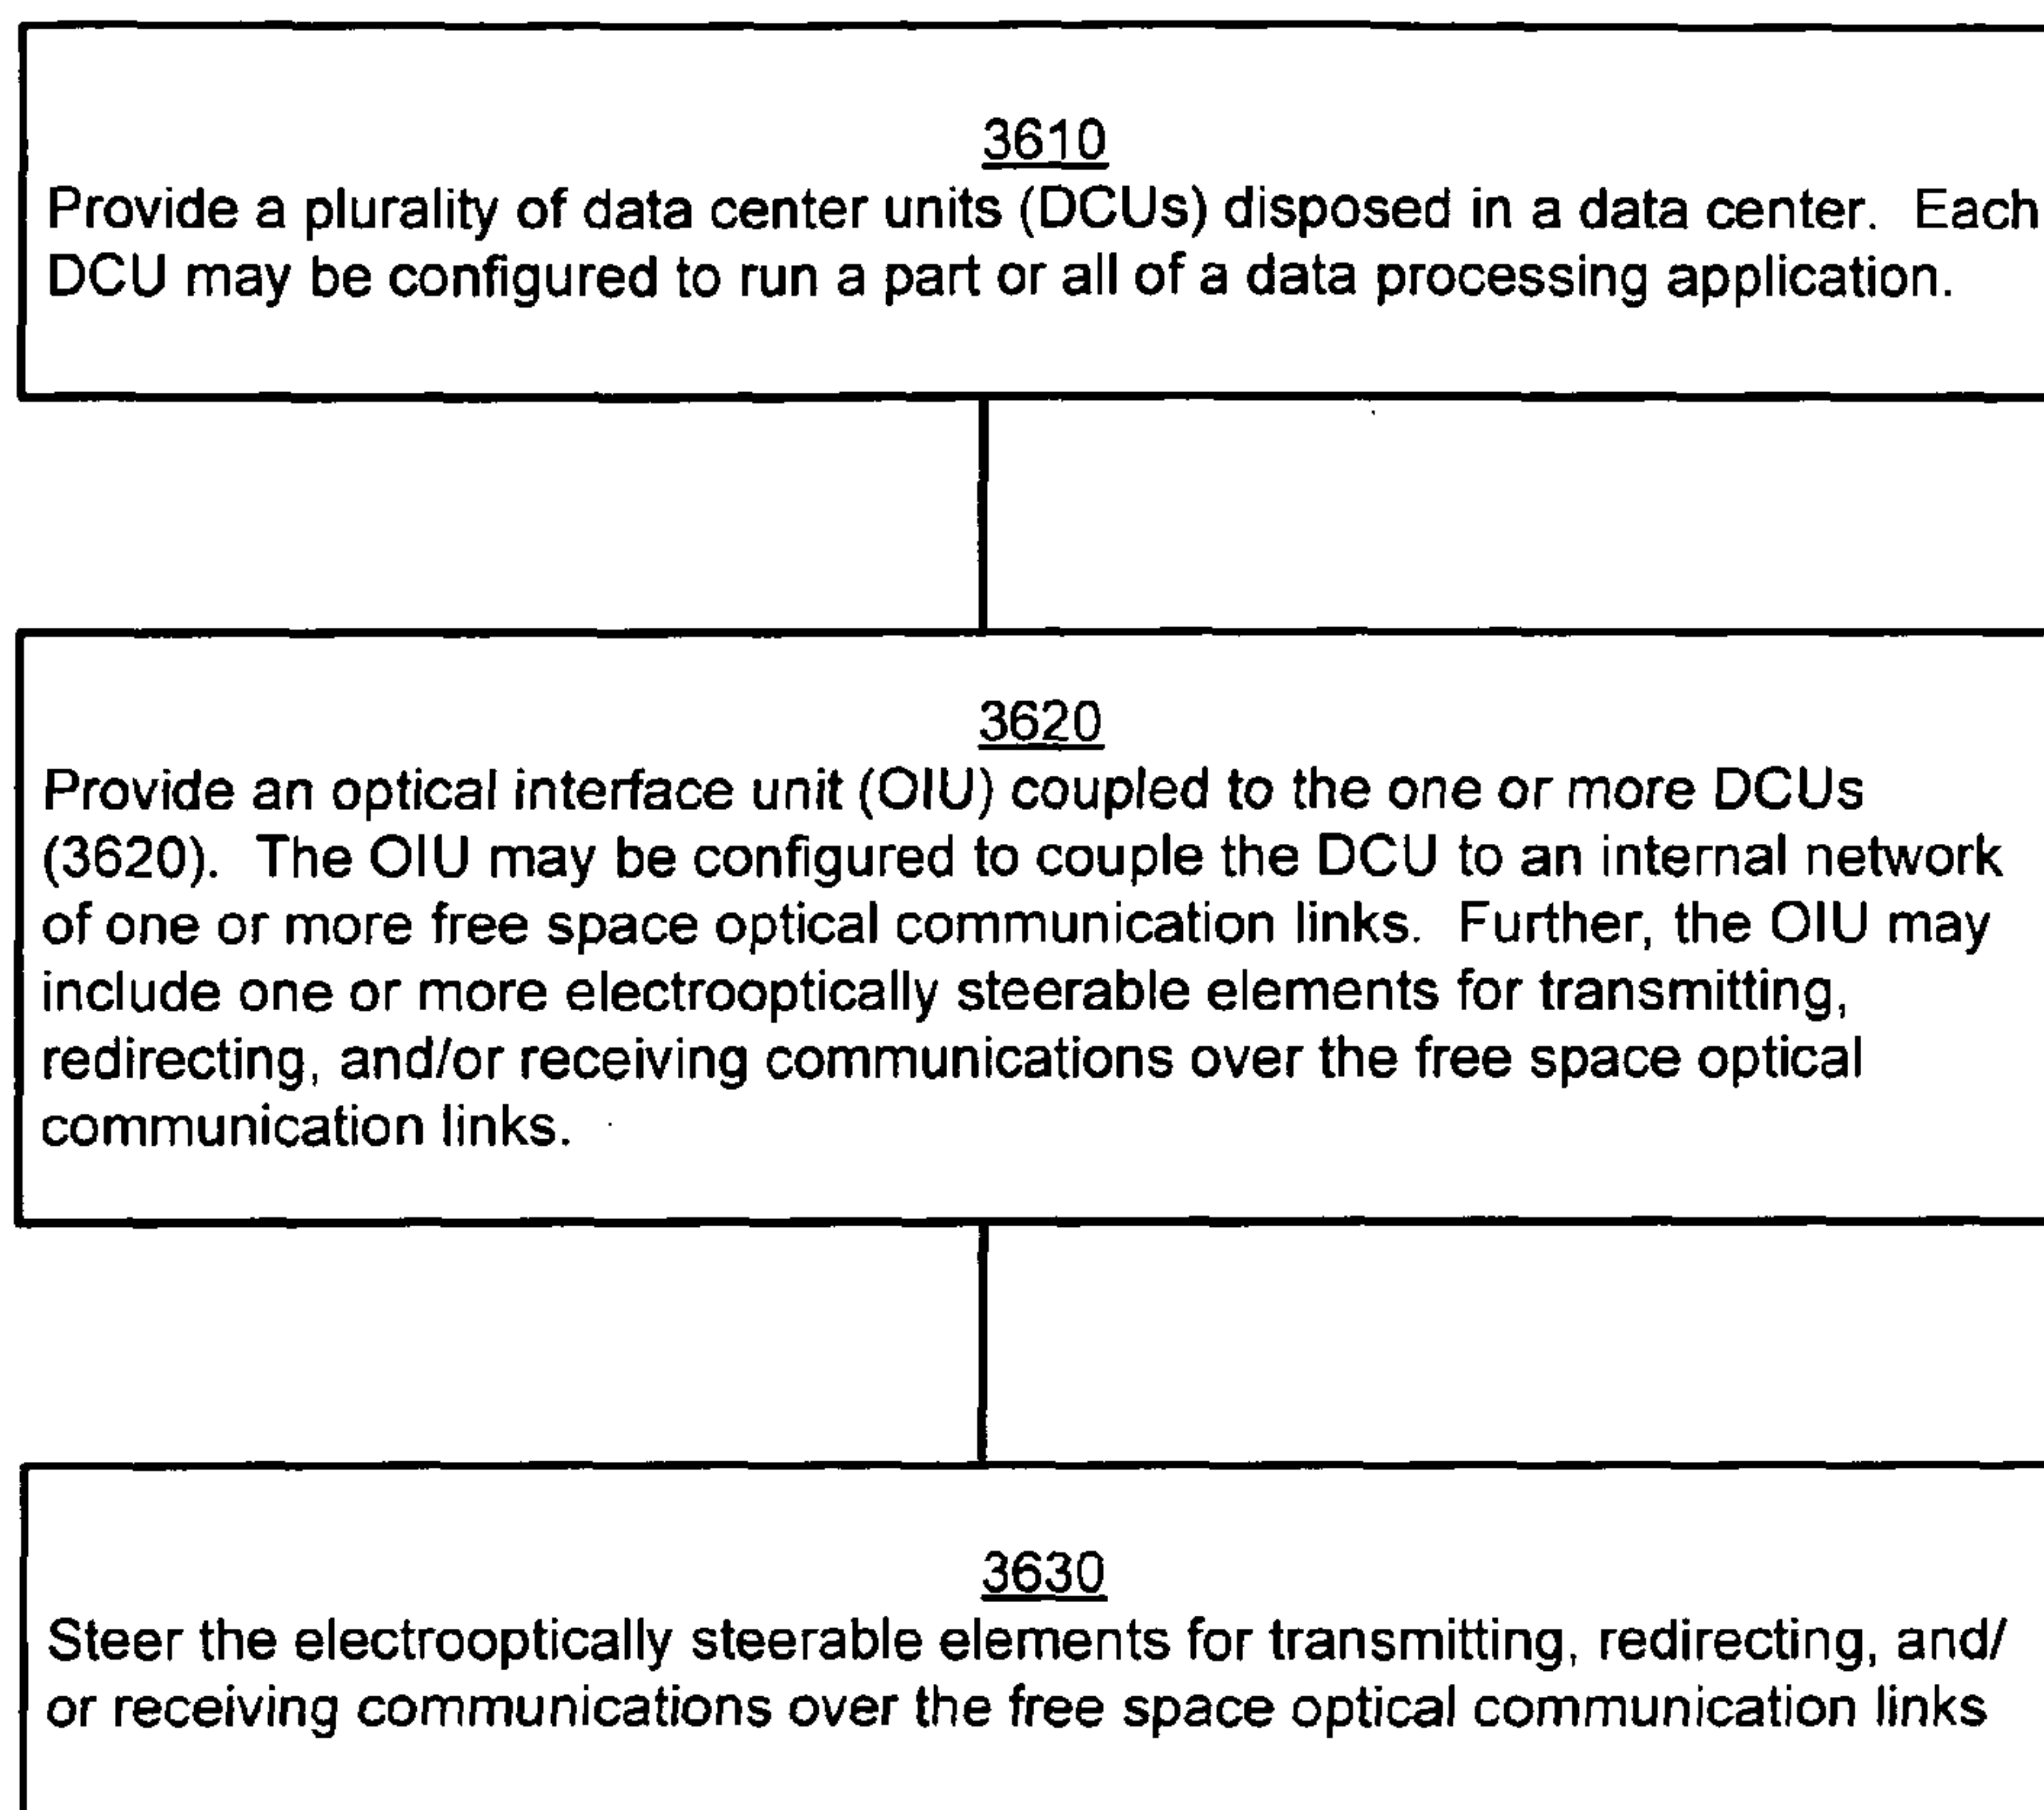 3610
Provide a plurality of data center units (DCUs) disposed in a data center. Each
DCU may be configured to run a part or all of a data processing application.
3620
Provide an optical interface unit (OIU) coupled to the one or more DCUs
(3620). The OIU may be configured to couple the DCU to an internal network
of one or more free space optical communication links. Further, the OIU may
include one or more electrooptically steerable elements for transmitting,
redirecting, and/or receiving communications over the free space optical
communication links.
3630
Steer the electrooptically steerable elements for transmitting, redirecting, and/
or receiving communications over the free space optical communication links